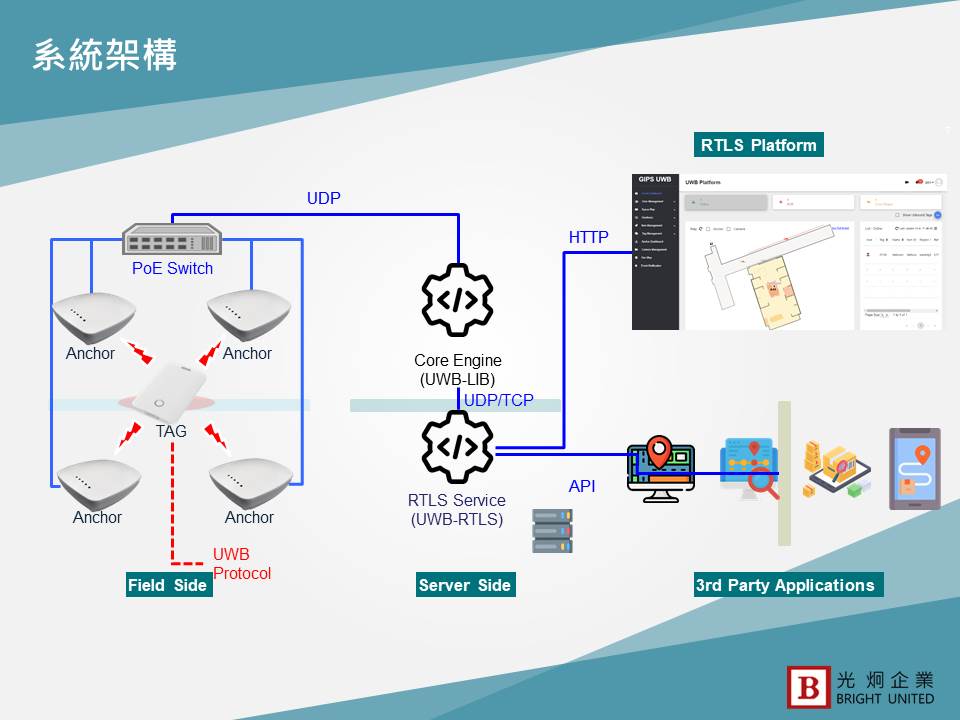 系統架構
RTLS Platform
UDP
HTTP
PoE Switch
GIPS UWB
UWB Platform
Anchor
Anchor
Core Engine
(UWB-LIB)
UDP/TCP
TAG
API
RTLS Service
(UWB-RTLS)
Anchor
Anchor
UWB
Protocol
Field Side
Server Side
3rd Party Applications
B
光炯企業
BRIGHT UNITED